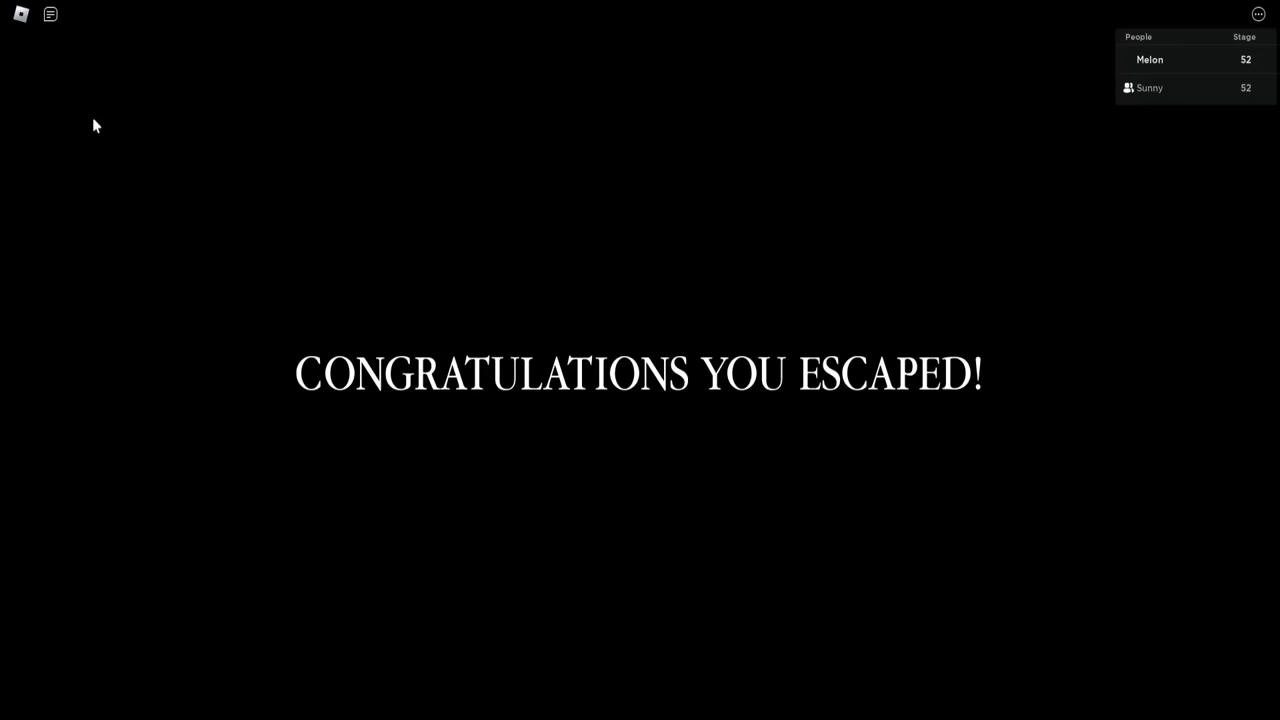 People Stage
Melon 52
Sunny 52
CONGRATULATIONS YOU ESCAPED!